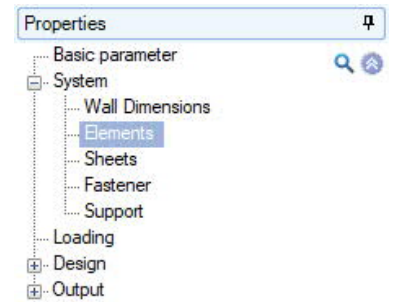 Properties
Basic parameter
System
Wall Dimensions
Elements
Sheets
Fastener
Support
Loading
Design
Output